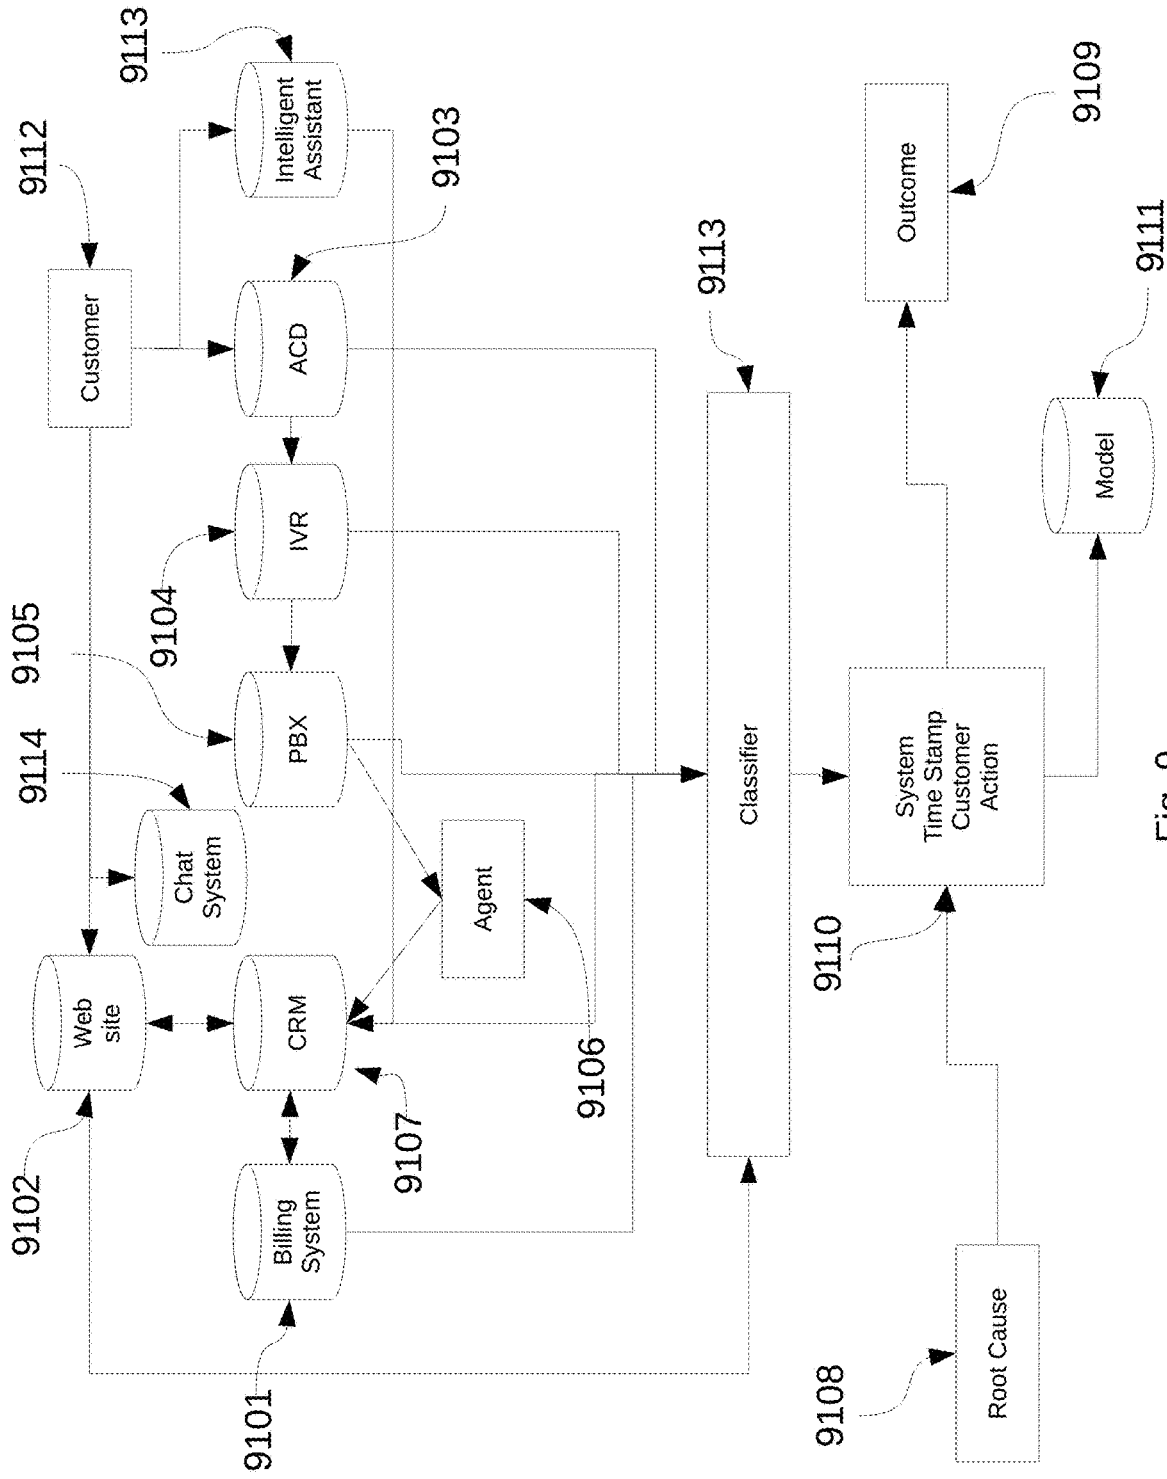 9102
9114
9105
9112
9113
Web
site
Customer
Chat
System
9104
9101
Billing
System
CRM
PBX
IVR
ACD
Intelligent
Assistant
9107
9103
Agent
9106
9113
Classifier
9108
9110
System
Time Stamp
Customer
Action
Outcome
9109
Root Cause
Model
9111
Fig. 9